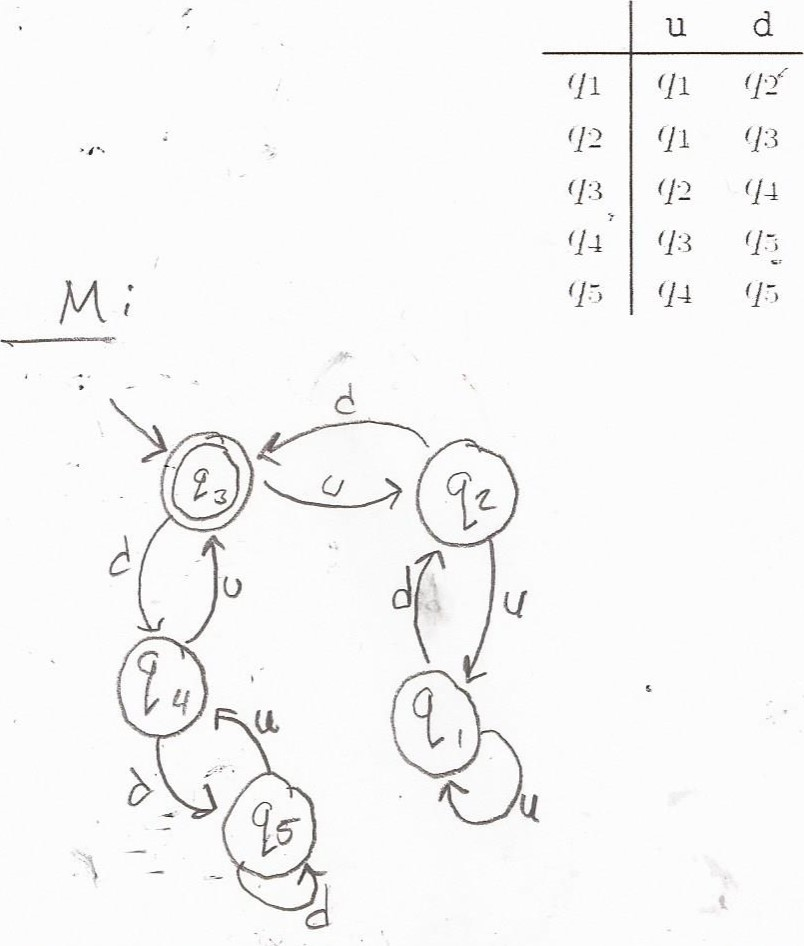 u d
q1 q1 q2
q2 q1 q3
q3 q2 q4
q4 q3 q5
q5 q4 q5
M:
d
q3 u q2
d u d u
q4 u q1
d u
q5
d